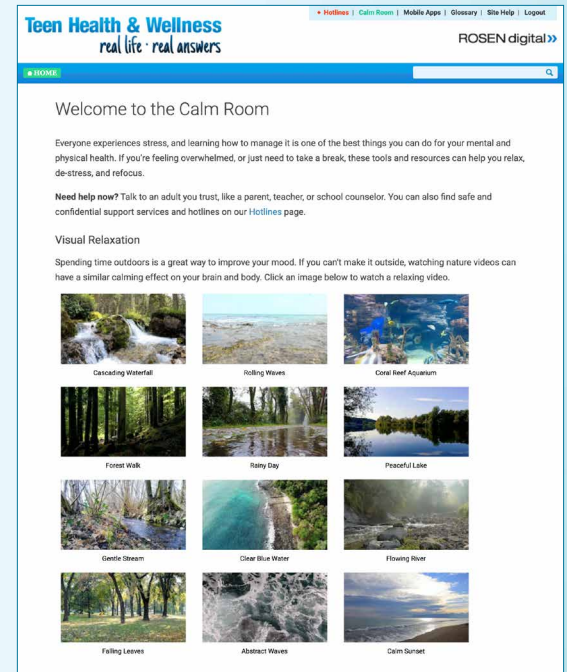 Teen Health & Wellness
real life · real answers
+ Hotlines | Calm Room | Mobile Apps | Glossary | Site Help | Logout
ROSEN digital»
HOME
Welcome to the Calm Room
Everyone experiences stress, and learning how to manage it is one of the best things you can do for your mental and
physical health. If you're feeling overwhelmed, or just need to take a break, these tools and resources can help you relax,
de-stress, and refocus.
Need help now? Talk to an adult you trust, like a parent, teacher, or school counselor. You can also find safe and
confidential support services and hotlines on our Hotlines page.
Visual Relaxation
Spending time outdoors is a great way to improve your mood. If you can't make it outside, watching nature videos can
have a similar calming effect on your brain and body. Click an image below to watch a relaxing video.
Cascading Waterfall
Rolling Waves
Coral Reef Aquarium
Forest Walk
Rainy Day
Peaceful Lake
Gentle Stream
Clear Blue Water
Flowing River
Falling Leaves
Abstract Waves
Calm Sunset